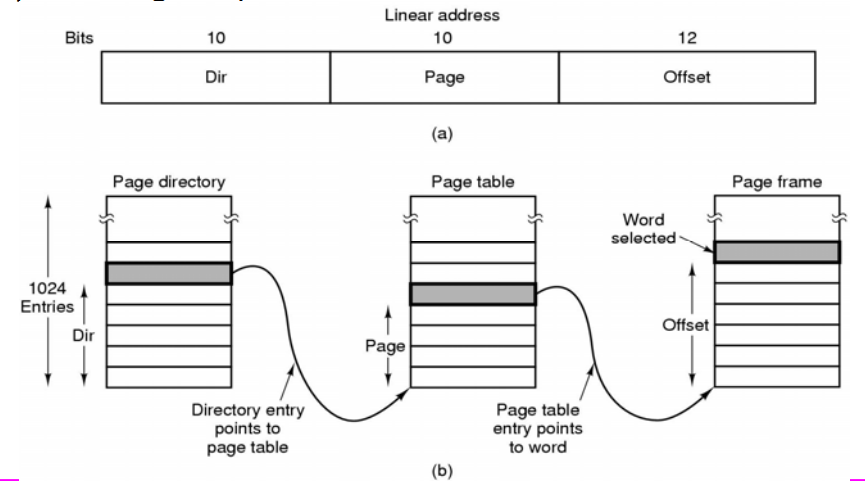 Linear address
Bits 10 10 12
Dir Page Offset
(a)
Page directory Page table Page frame
Word
selected
1024
Entries
Dir
Page
Offset
Directory entry
points to
page table
Page table
entry points
to word
(b)